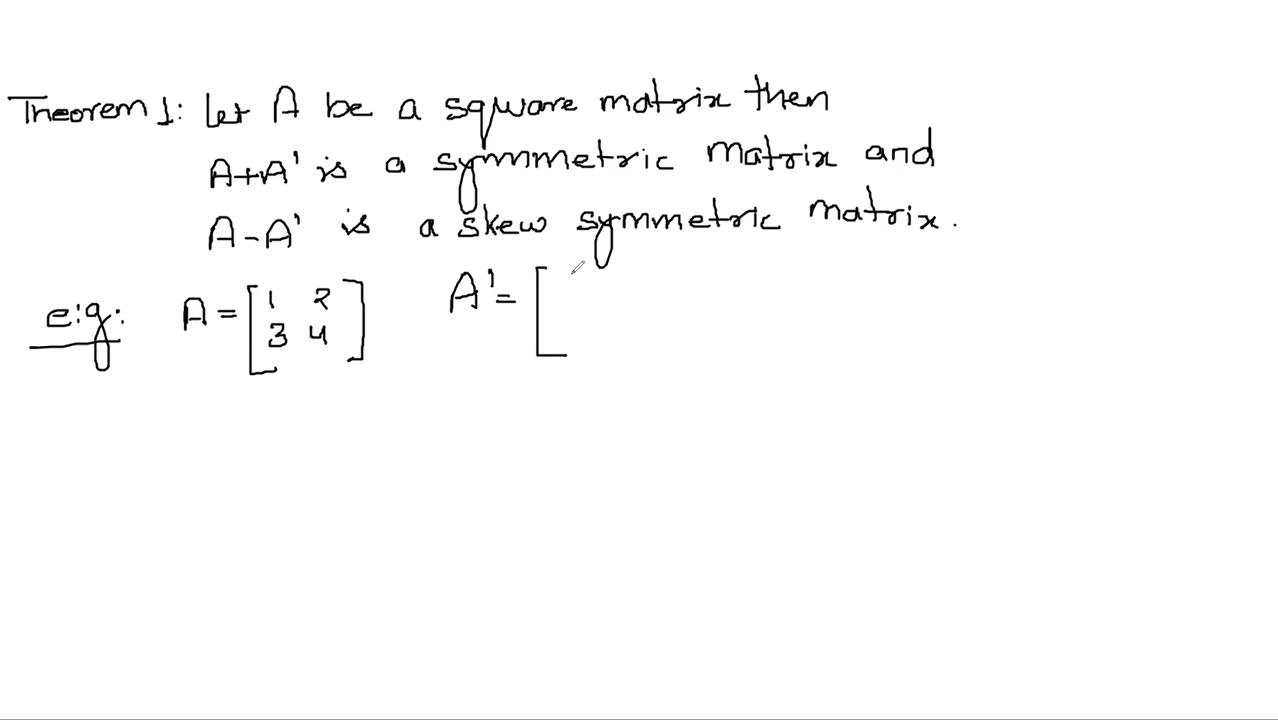 Theorem 1: Let A be a square matrix then
A+A' is a symmetric matrix and
A-A' is a skew symmetric matrix.
e:g: A = [1 2 A' = [
3 4]